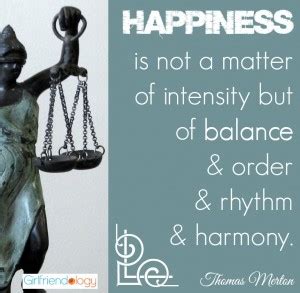 HAPPINESS
is not a matter
of intensity but
of balance
& order
& rhythm
& harmony.
Thomas Merton
Girlfriendology